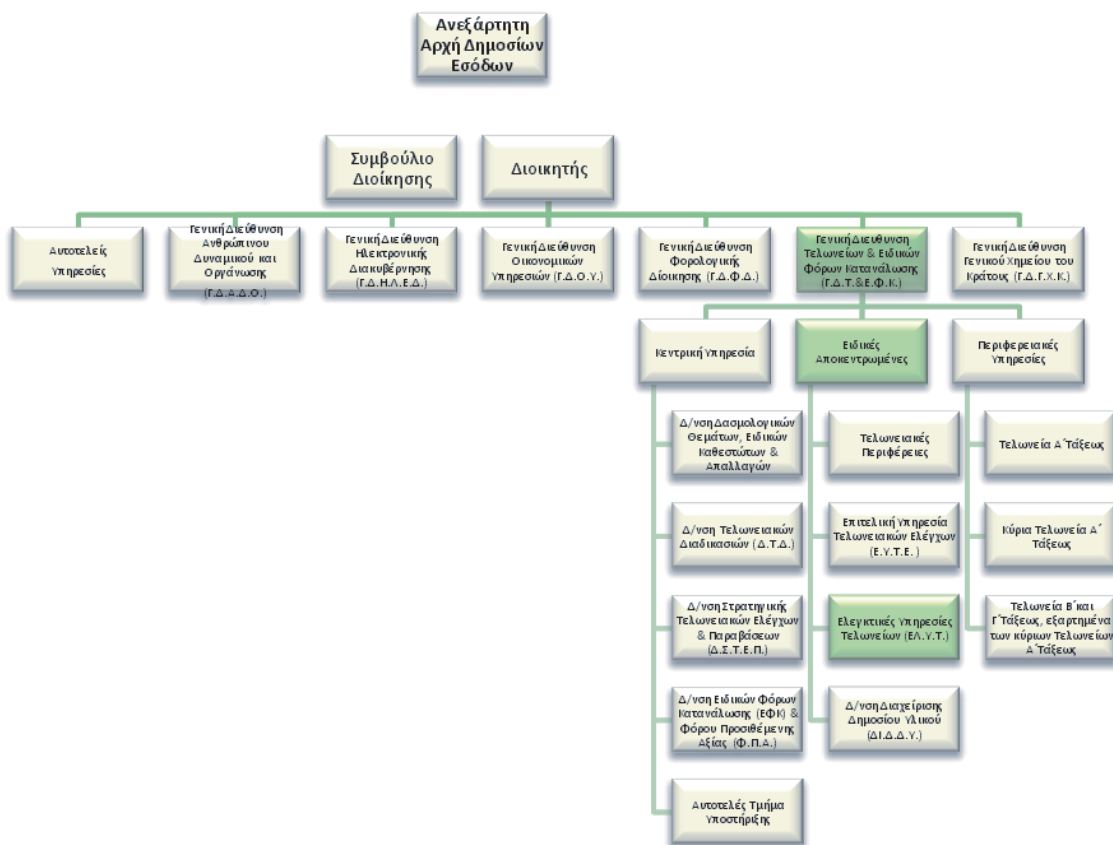 Ανεξάρτητη
Αρχή Δημοσίων
Εσόδων
Συμβούλιο
Διοίκησης
Διοικητής
Αυτοτελείς
Υπηρεσίες
Γενική Διεύθυνση
Ανθρώπινου
Δυναμικού και
Οργάνωσης
(Γ.Δ.Α.Δ.Ο.)
Γενική Διεύθυνση
Ηλεκτρονικής
Διακυβέρνησης
(Γ.Δ.Η.Λ.Ε.Δ.)
Γενική Διεύθυνση
Οικονομικών
Υπηρεσιών (Γ.Δ.Ο.Υ.)
Γενική Διεύθυνση
Φορολογικής
Δίοικησης (Γ.Δ.Φ.Δ.)
Γενική Διευθυνση
Τελωνείων & Ειδικών
Φόρων Κατανάλωσης
(Γ.Δ.Τ.&Ε.Φ.Κ.)
Γενική Διεύθυνση
Γενικού Χημείου του
Κράτους (Γ.Δ.Γ.Χ.Κ.)
Κεντρική Υπηρεσία
Ειδικές
Αποκεντρωμένες
Περιφερειακές
Υπηρεσίες
Δ/νση Δασμολογικών
Θεμάτων, Ειδικών
Καθεστώτων &
Απαλλαγών
Δ/νση Τελωνειακών
Διαδικασιών (Δ.Τ.Δ.)
Δ/νση Στρατηγικής
Τελωνειακών Ελέγχων
& Παραβάσεων
(Δ.Σ.Τ.Ε.Π.)
Δ/νση Ειδικών Φόρων
Κατανάλωσης (ΕΦΚ) &
Φόρου Προσιθέμενης
Αξίας (Φ.Π.Α.)
Αυτοτελές Τμήμα
Υποστήριξης
Τελωνειακές
Περιφέρειες
Επιτελική Υπηρεσία
Τελωνειακών Ελέγχων
(Ε.Υ.Τ.Ε.)
Ελεγκτικές Υπηρεσίες
Τελωνείων (ΕΛ.Υ.Τ.)
Δ/νση Διαχείρισης
Δημοσίου Υλικού
(ΔΙ.Δ.Δ.Υ.)
Τελωνεία Α΄Τάξεως
Κύρια Τελωνεία Α΄
Τάξεως
Τελωνεία Β΄και
Γ΄Τάξεως, εξαρτημένα
των κύριων Τελωνείων
Α΄Τάξεως